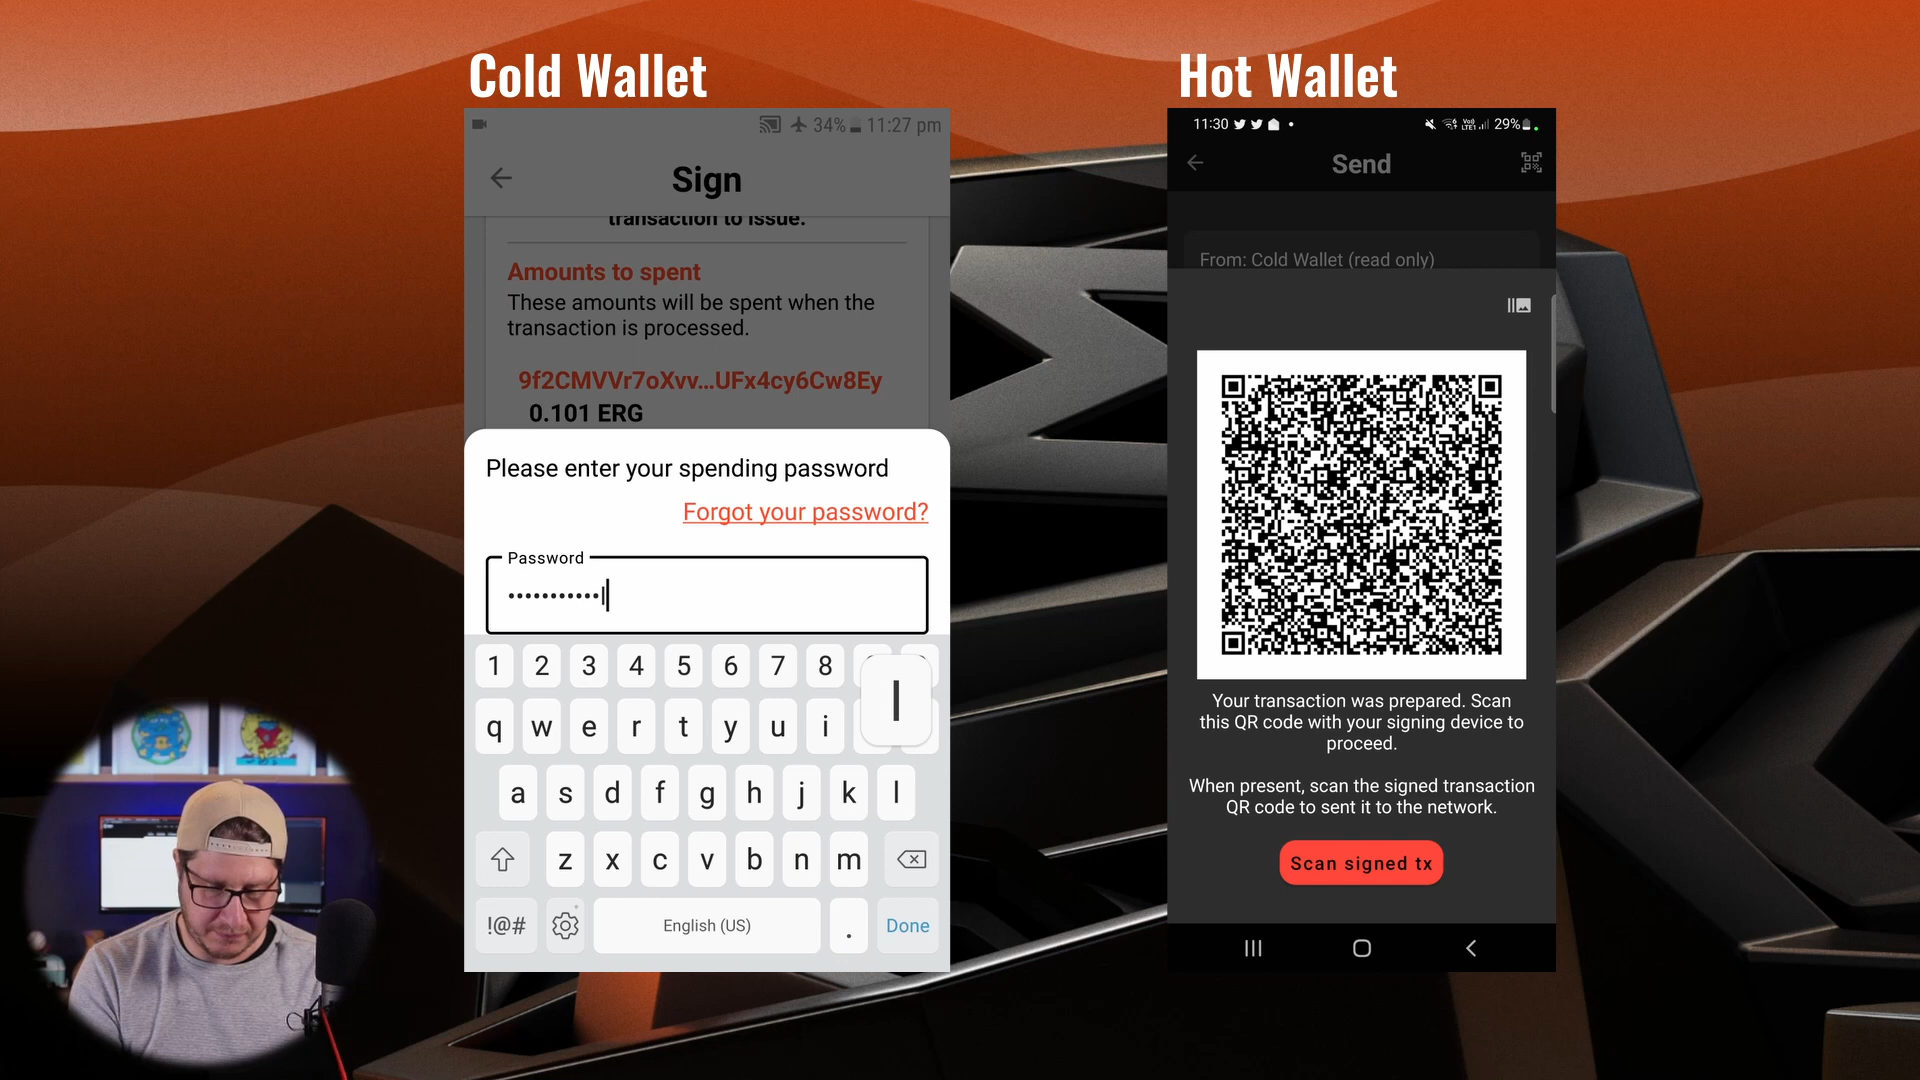 Cold Wallet
34% 11:27 pm
Sign
transaction to issue.
Amounts to spent
These amounts will be spent when the
transaction is processed.
9f2CMVVr7oXvv...UFx4cy6Cw8Ey
0.101 ERG
Please enter your spending password
Forgot your password?
Password
•••••••••••l
1 2 3 4 5 6 7 8
l
q w e r t y u i
a s d f g h j k l
z x c v b n m
!@# English (US) . Done
Hot Wallet
11:30 29%
Send
From: Cold Wallet (read only)
Your transaction was prepared. Scan
this QR code with your signing device to
proceed.
When present, scan the signed transaction
QR code to sent it to the network.
Scan signed tx